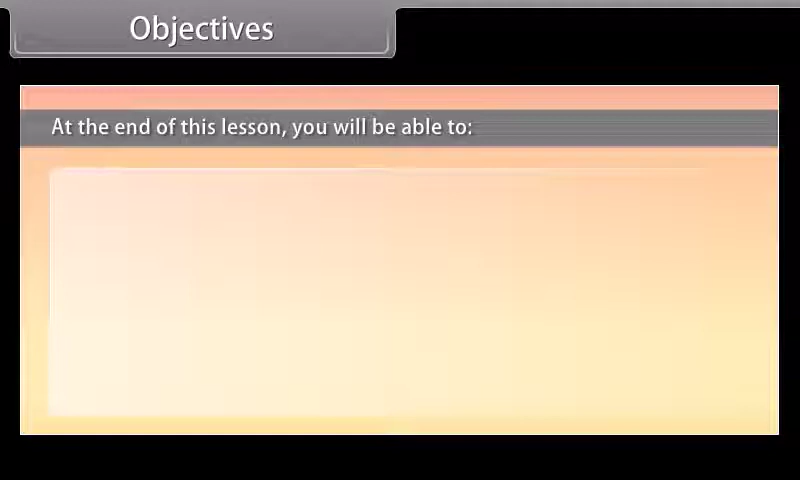 Objectives
At the end of this lesson, you will be able to: